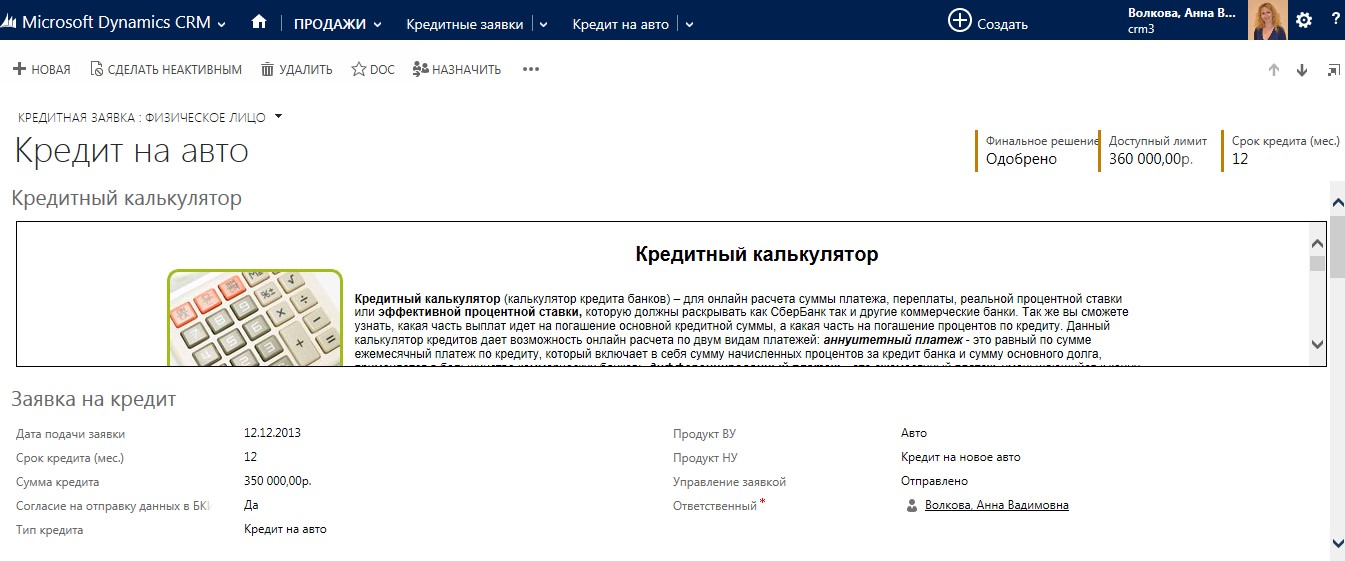 Microsoft Dynamics CRM ПРОДАЖИ Кредитные заявки Кредит на авто Создать Волкова, Анна В... ?
crm3
НОВАЯ СДЕЛАТЬ НЕАКТИВНЫМ УДАЛИТЬ DOC НАЗНАЧИТЬ ...
КРЕДИТНАЯ ЗАЯВКА : ФИЗИЧЕСКОЕ ЛИЦО
Кредит на авто
Финальное решение Доступный лимит Срок кредита (мес.)
Одобрено 360 000,00р. 12
Кредитный калькулятор
Кредитный калькулятор
Кредитный калькулятор (калькулятор кредита банков) – для онлайн расчета суммы платежа, переплаты, реальной процентной ставки
или эффективной процентной ставки, которую должны раскрывать как СберБанк так и другие коммерческие банки. Так же вы сможете
узнать, какая часть выплат идет на погашение основной кредитной суммы, а какая часть на погашение процентов по кредиту. Данный
калькулятор кредитов дает возможность онлайн расчета по двум видам платежей: аннуитетный платеж - это равный по сумме
ежемесячный платеж по кредиту, который включает в себя сумму начисленных процентов за кредит банка и сумму основного долга,
Заявка на кредит
Дата подачи заявки 12.12.2013 Продукт ВУ Авто
Срок кредита (мес.) 12 Продукт НУ Кредит на новое авто
Сумма кредита 350 000,00р. Управление заявкой Отправлено
Согласие на отправку данных в БКИ Да Ответственный * Волкова, Анна Вадимовна
Тип кредита Кредит на авто